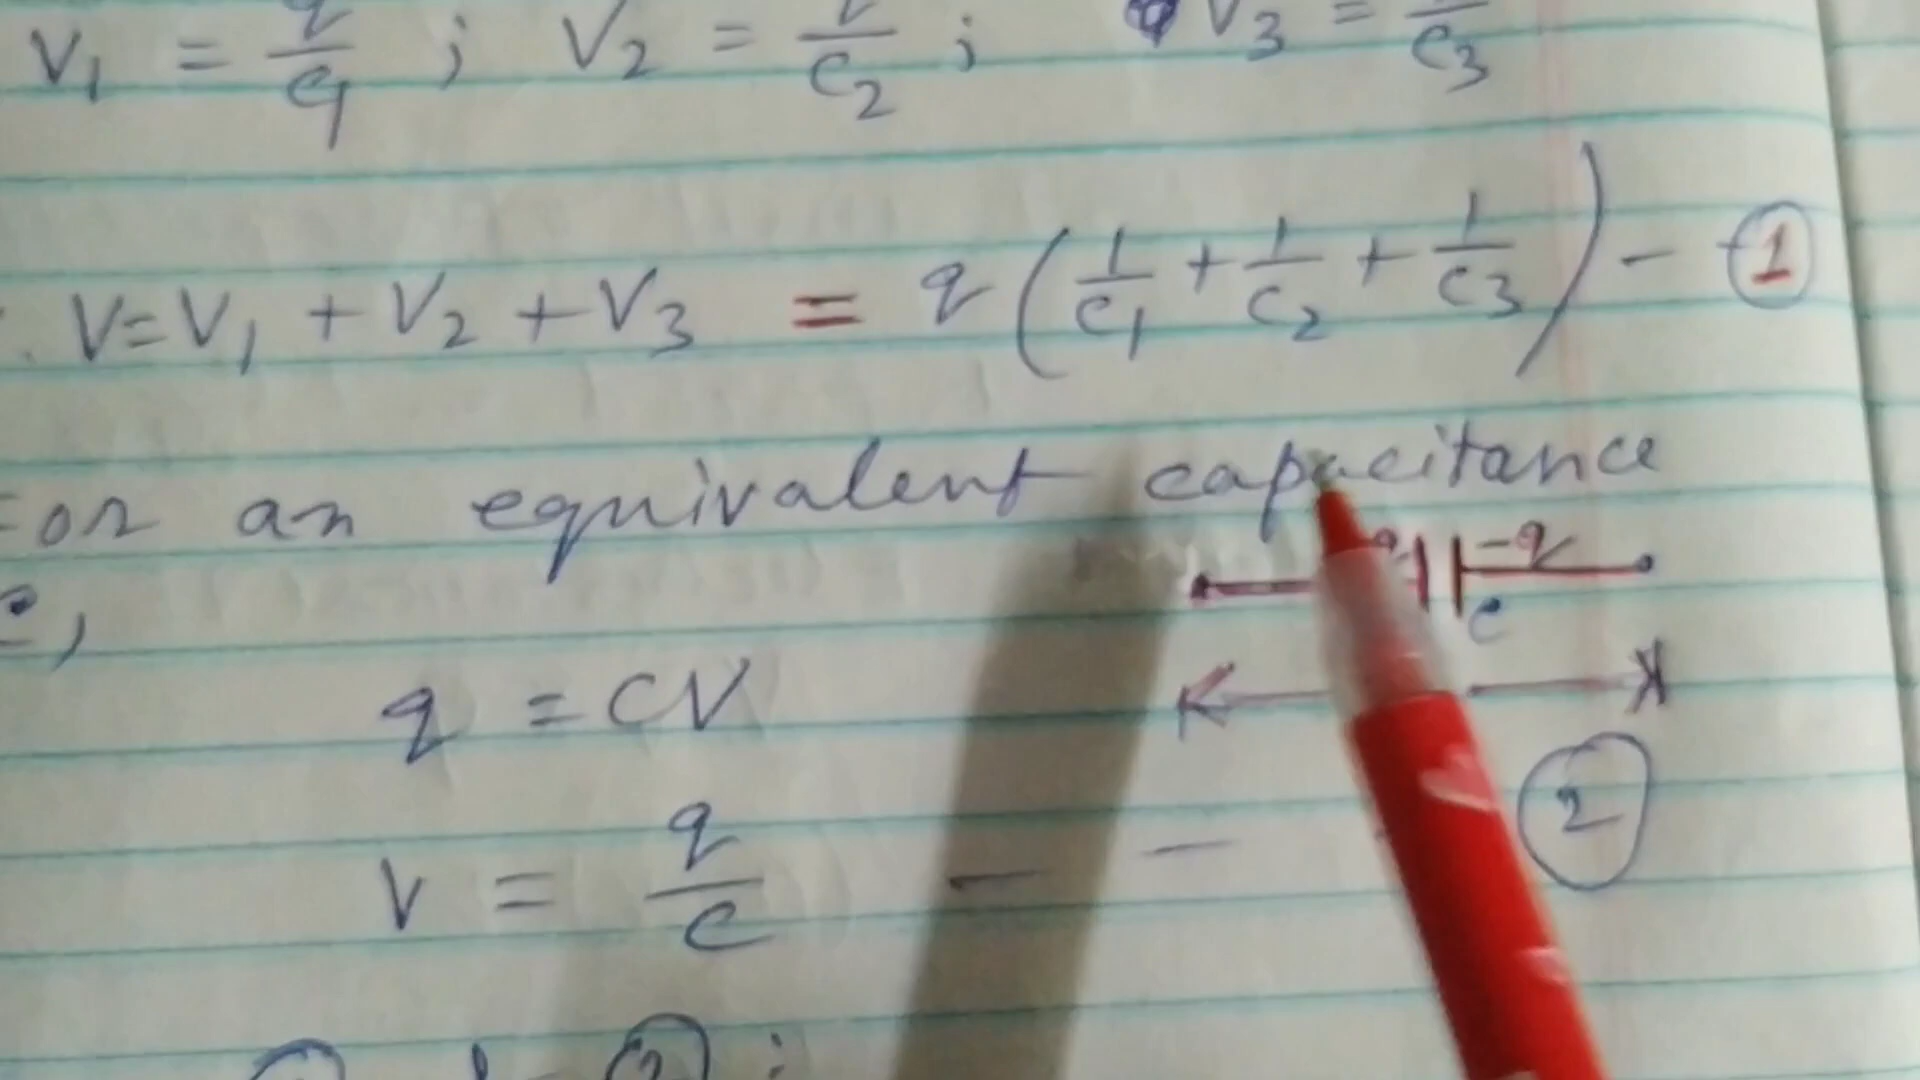 V₁ = q/c₁ ; V₂ = q/c₂ ; V₃ = q/c₃
V = V₁ + V₂ + V₃ = q (1/c₁ + 1/c₂ + 1/c₃) - ①
For an equivalent capacitance
-q
c,
c
q = CV
V = q/c - - ②